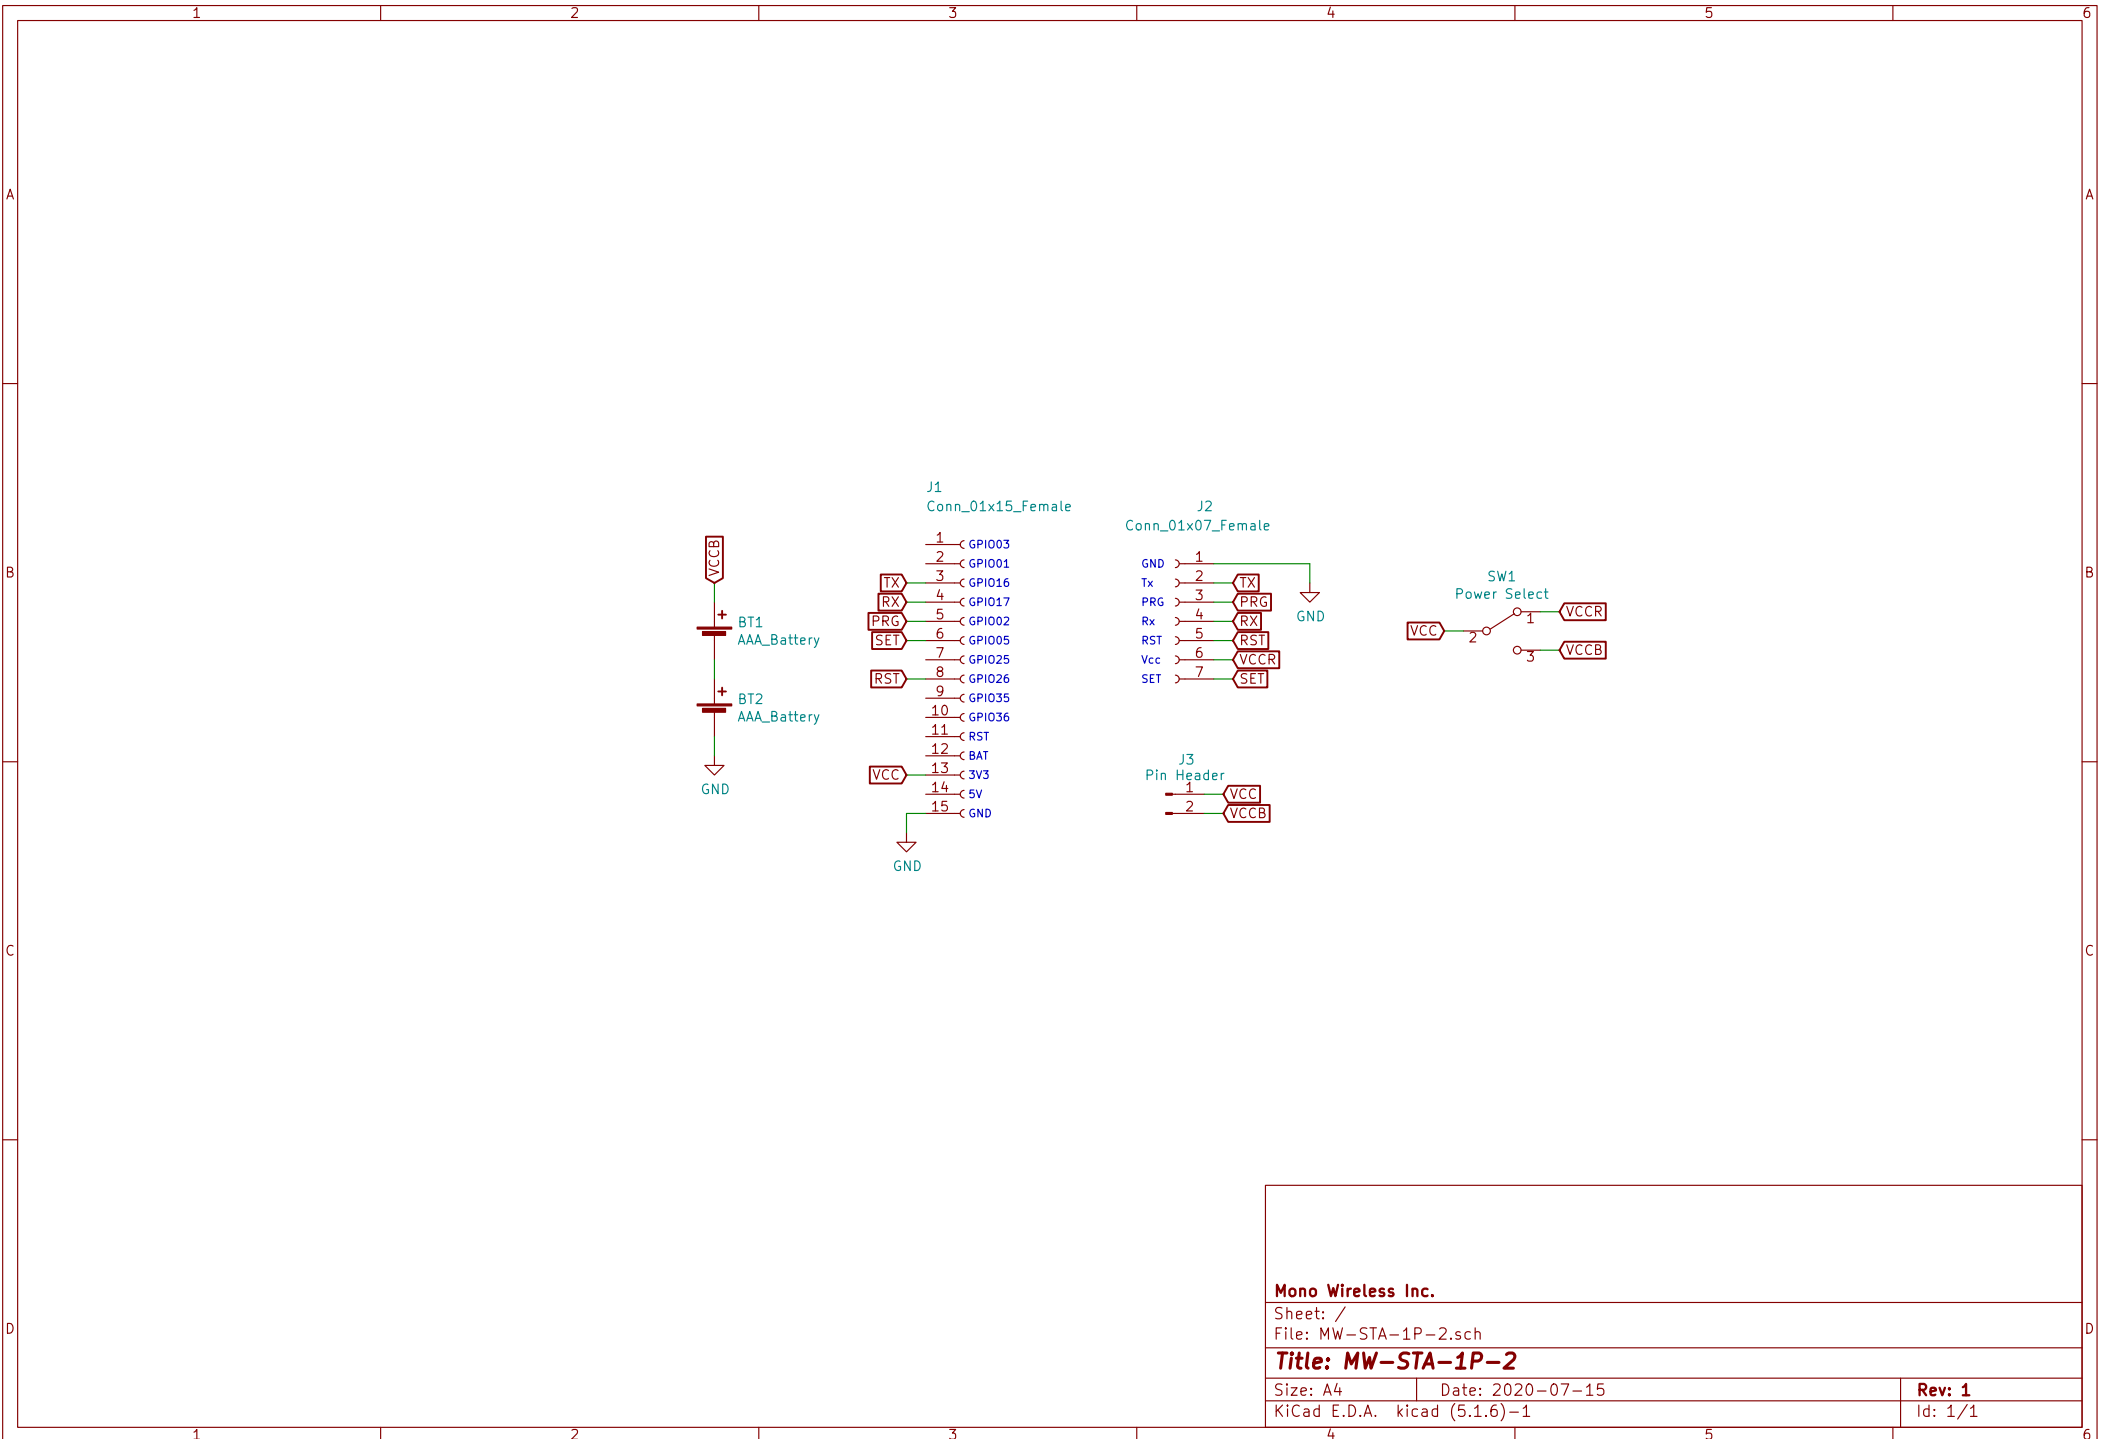 1 2 3 4 5 6
A A
J1
Conn_01x15_Female
J2
Conn_01x07_Female
VCCB
BT1
AAA_Battery
BT2
AAA_Battery
GND
1 GPIO03
2 GPIO01
TX 3 GPIO16
RX 4 GPIO17
PRG 5 GPIO02
SET 6 GPIO05
7 GPIO25
RST 8 GPIO26
9 GPIO35
10 GPIO36
11 RST
12 BAT
VCC 13 3V3
14 5V
15 GND
GND
GND 1
Tx 2 TX
PRG 3 PRG
Rx 4 RX
RST 5 RST
Vcc 6 VCCR
SET 7 SET
GND
J3
Pin Header
1 VCC
2 VCCB
SW1
Power Select
VCC 2
1 VCCR
3 VCCB
B B
C C
D D
Mono Wireless Inc.
Sheet: /
File: MW-STA-1P-2.sch
Title: MW-STA-1P-2
Size: A4 Date: 2020-07-15 Rev: 1
KiCad E.D.A. kicad (5.1.6)-1 Id: 1/1
1 2 3 4 5 6